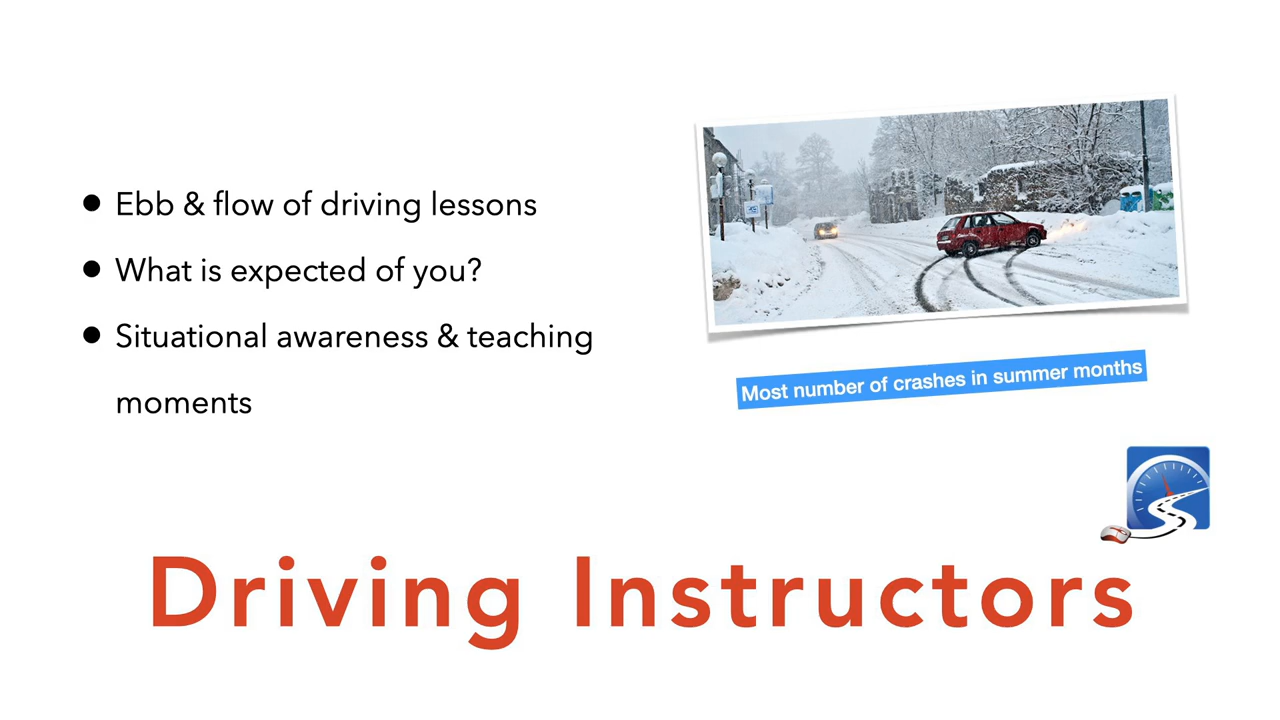 Ebb & flow of driving lessons
What is expected of you?
Situational awareness & teaching
moments
Most number of crashes in summer months
Driving Instructors